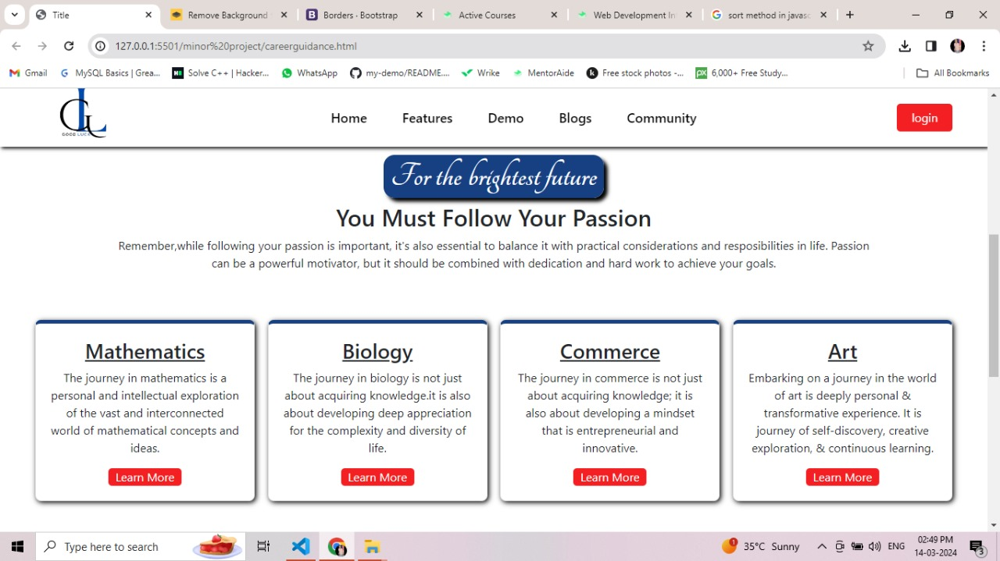 Title
Remove Background
Borders · Bootstrap
Active Courses
Web Development In
sort method in javasc
127.0.0.1:5501/minor%20project/careerguidance.html
Gmail
MySQL Basics | Grea...
Solve C++ | Hacker...
WhatsApp
my-demo/README....
Wrike
MentorAide
Free stock photos -...
6,000+ Free Study...
All Bookmarks
GOOD LUCK
Home
Features
Demo
Blogs
Community
login
For the brightest future
You Must Follow Your Passion
Remember,while following your passion is important, it's also essential to balance it with practical considerations and resposibilities in life. Passion
can be a powerful motivator, but it should be combined with dedication and hard work to achieve your goals.
Mathematics
The journey in mathematics is a
personal and intellectual exploration
of the vast and interconnected
world of mathematical concepts and
ideas.
Learn More
Biology
The journey in biology is not just
about acquiring knowledge.it is also
about developing deep appreciation
for the complexity and diversity of
life.
Learn More
Commerce
The journey in commerce is not just
about acquiring knowledge; it is
also about developing a mindset
that is entrepreneurial and
innovative.
Learn More
Art
Embarking on a journey in the world
of art is deeply personal &
transformative experience. It is
journey of self-discovery, creative
exploration, & continuous learning.
Learn More
Type here to search
35°C Sunny
ENG
02:49 PM
14-03-2024
3